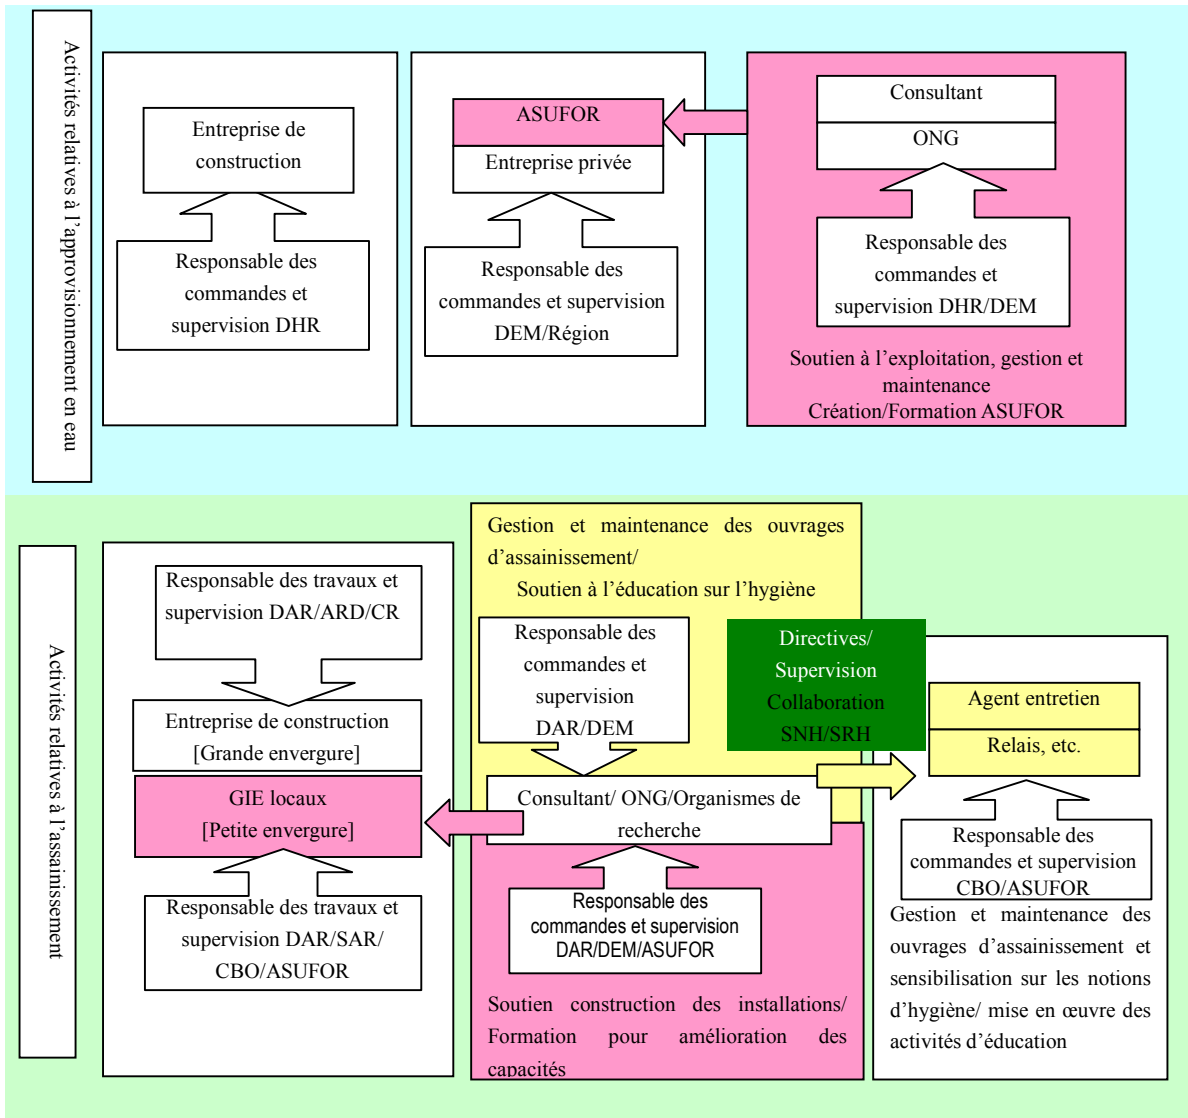 Activités relatives à l'approvisionnement en eau
Entreprise de
construction
Responsable des
commandes et
supervision DHR
ASUFOR
Entreprise privée
Responsable des
commandes et supervision
DEM/Région
Consultant
ONG
Responsable des
commandes et
supervision DHR/DEM
Soutien à l'exploitation, gestion et
maintenance
Création/Formation ASUFOR
Activités relatives à l'assainissement
Responsable des travaux et
supervision DAR/ARD/CR
Entreprise de construction
[Grande envergure]
GIE locaux
[Petite envergure]
Responsable des travaux et
supervision DAR/SAR/
CBO/ASUFOR
Gestion et maintenance des ouvrages
d'assainissement/
Soutien à l'éducation sur l'hygiène
Responsable des
commandes et
supervision
DAR/DEM
Consultant/ ONG/Organismes de
recherche
Responsable des
commandes et supervision
DAR/DEM/ASUFOR
Soutien construction des installations/
Formation pour amélioration des
capacités
Directives/
Supervision
Collaboration
SNH/SRH
Agent entretien
Relais, etc.
Responsable des
commandes et supervision
CBO/ASUFOR
Gestion et maintenance des
ouvrages d'assainissement et
sensibilisation sur les notions
d'hygiène/ mise en œuvre des
activités d'éducation